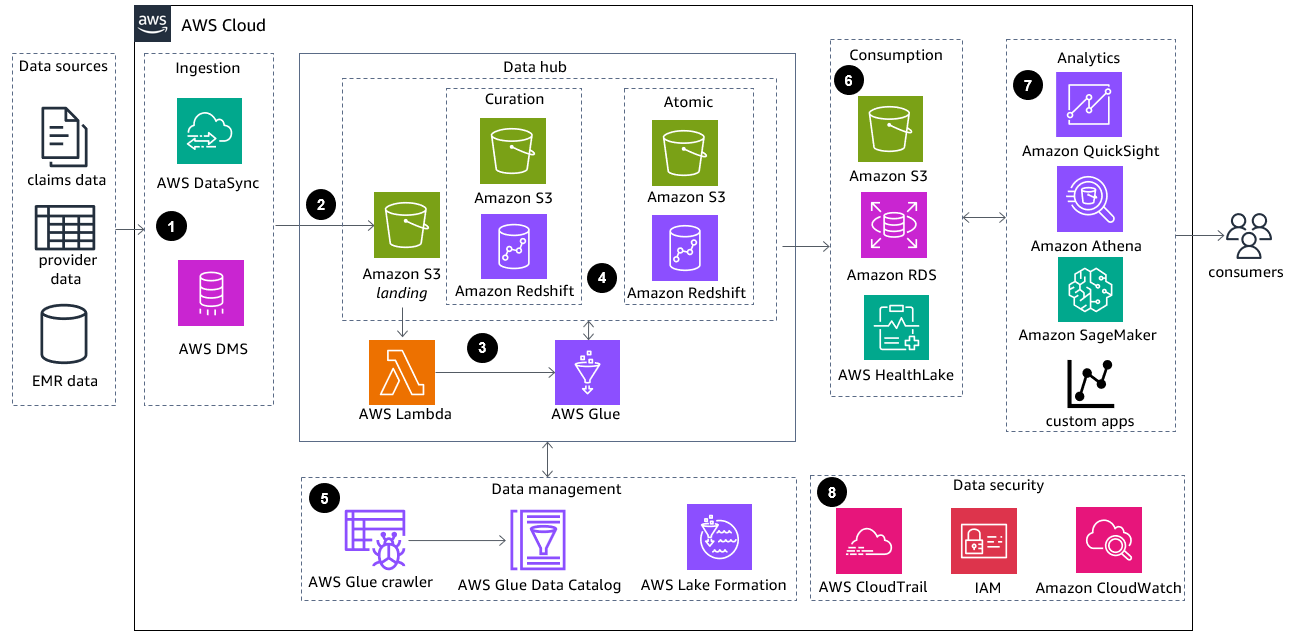 aws
AWS Cloud
Data sources
claims data
provider
data
EMR data
Ingestion
AWS DataSync
1
AWS DMS
Data hub
2
Amazon S3
landing
Curation
Amazon S3
Amazon Redshift
4
Atomic
Amazon S3
Amazon Redshift
3
AWS Lambda
AWS Glue
5
Data management
AWS Glue crawler
AWS Glue Data Catalog
AWS Lake Formation
Consumption
6
Amazon S3
Amazon RDS
AWS HealthLake
Analytics
7
Amazon QuickSight
Amazon Athena
Amazon SageMaker
custom apps
8
Data security
AWS CloudTrail
IAM
Amazon CloudWatch
consumers